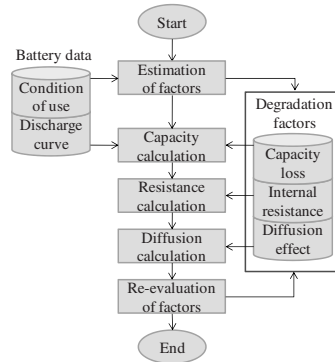 Start
Battery data
Condition
of use
Discharge
curve
Estimation
of factors
Capacity
calculation
Resistance
calculation
Diffusion
calculation
Re-evaluation
of factors
End
Degradation
factors
Capacity
loss
Internal
resistance
Diffusion
effect